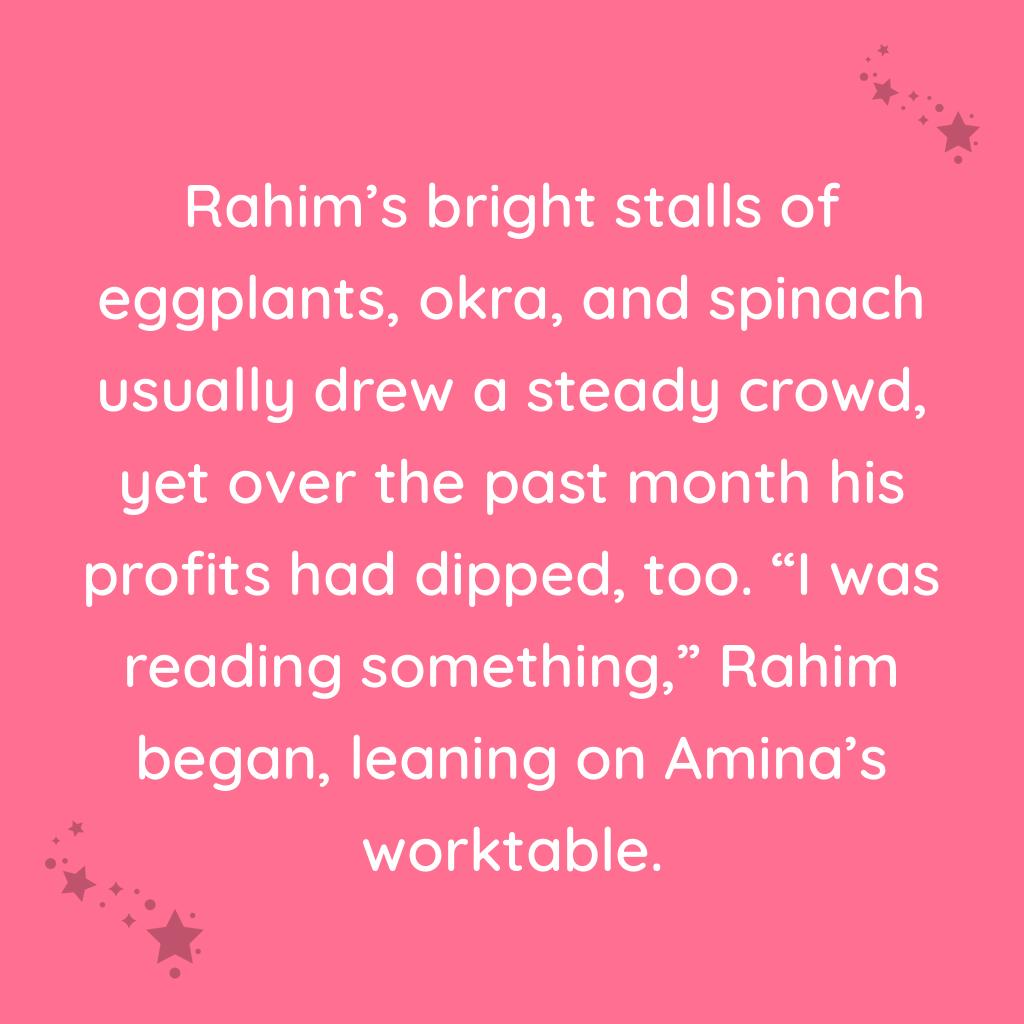 Rahim’s bright stalls of
eggplants, okra, and spinach
usually drew a steady crowd,
yet over the past month his
profits had dipped, too. “I was
reading something,” Rahim
began, leaning on Amina’s
worktable.